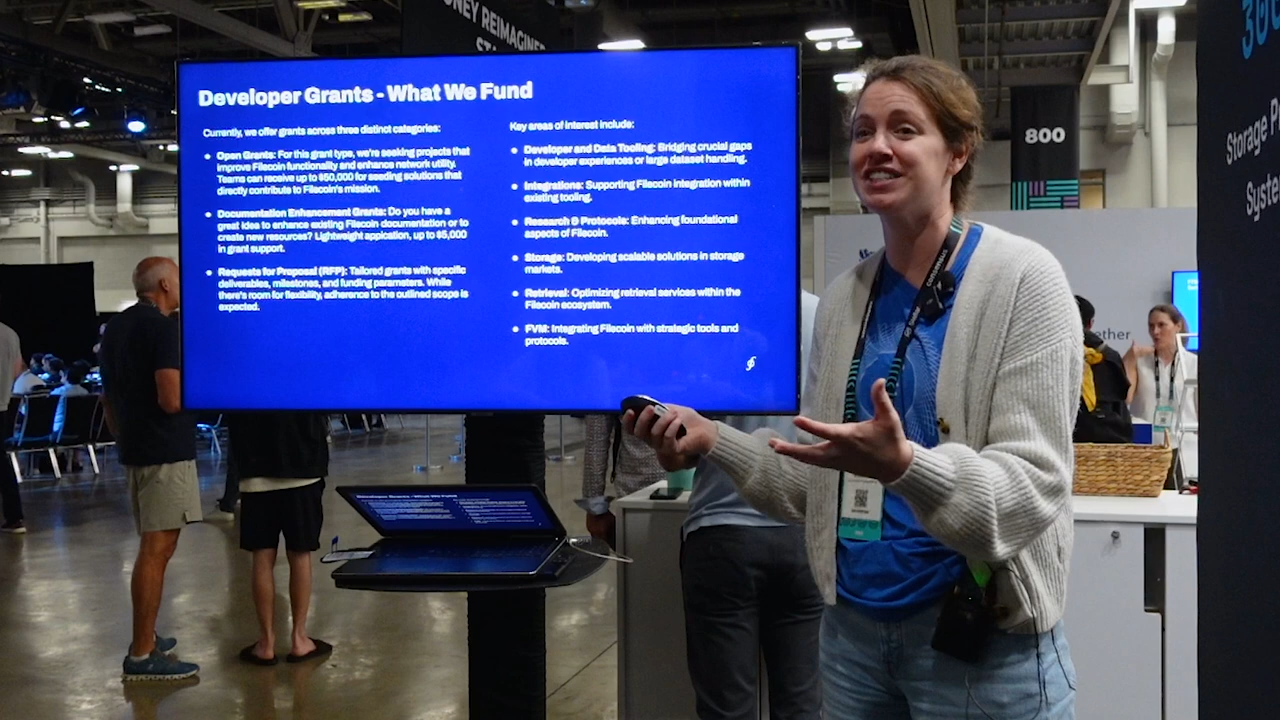 ONEY REIMAGINED
Developer Grants - What We Fund
Currently, we offer grants across three distinct categories:
Open Grants: For this grant type, we're seeking projects that
improve Filecoin functionality and enhance network utility.
Teams can receive up to $50,000 for seeding solutions that
directly contribute to Filecoin's mission.
Documentation Enhancement Grants: Do you have a
great idea to enhance existing Filecoin documentation or to
create new resources? Lightweight application, up to $5,000
in grant support.
Requests for Proposal (RFP): Tailored grants with specific
deliverables, milestones, and funding parameters. While
there's room for flexibility, adherence to the outlined scope is
expected.
Key areas of interest include:
Developer and Data Tooling: Bridging crucial gaps
in developer experiences or large dataset handling.
Integrations: Supporting Filecoin integration within
existing tooling.
Research & Protocols: Enhancing foundational
aspects of Filecoin.
Storage: Developing scalable solutions in storage
markets.
Retrieval: Optimizing retrieval services within the
Filecoin ecosystem.
FVM: Integrating Filecoin with strategic tools and
protocols.
800
Storage
Developer Grants - What We Fund